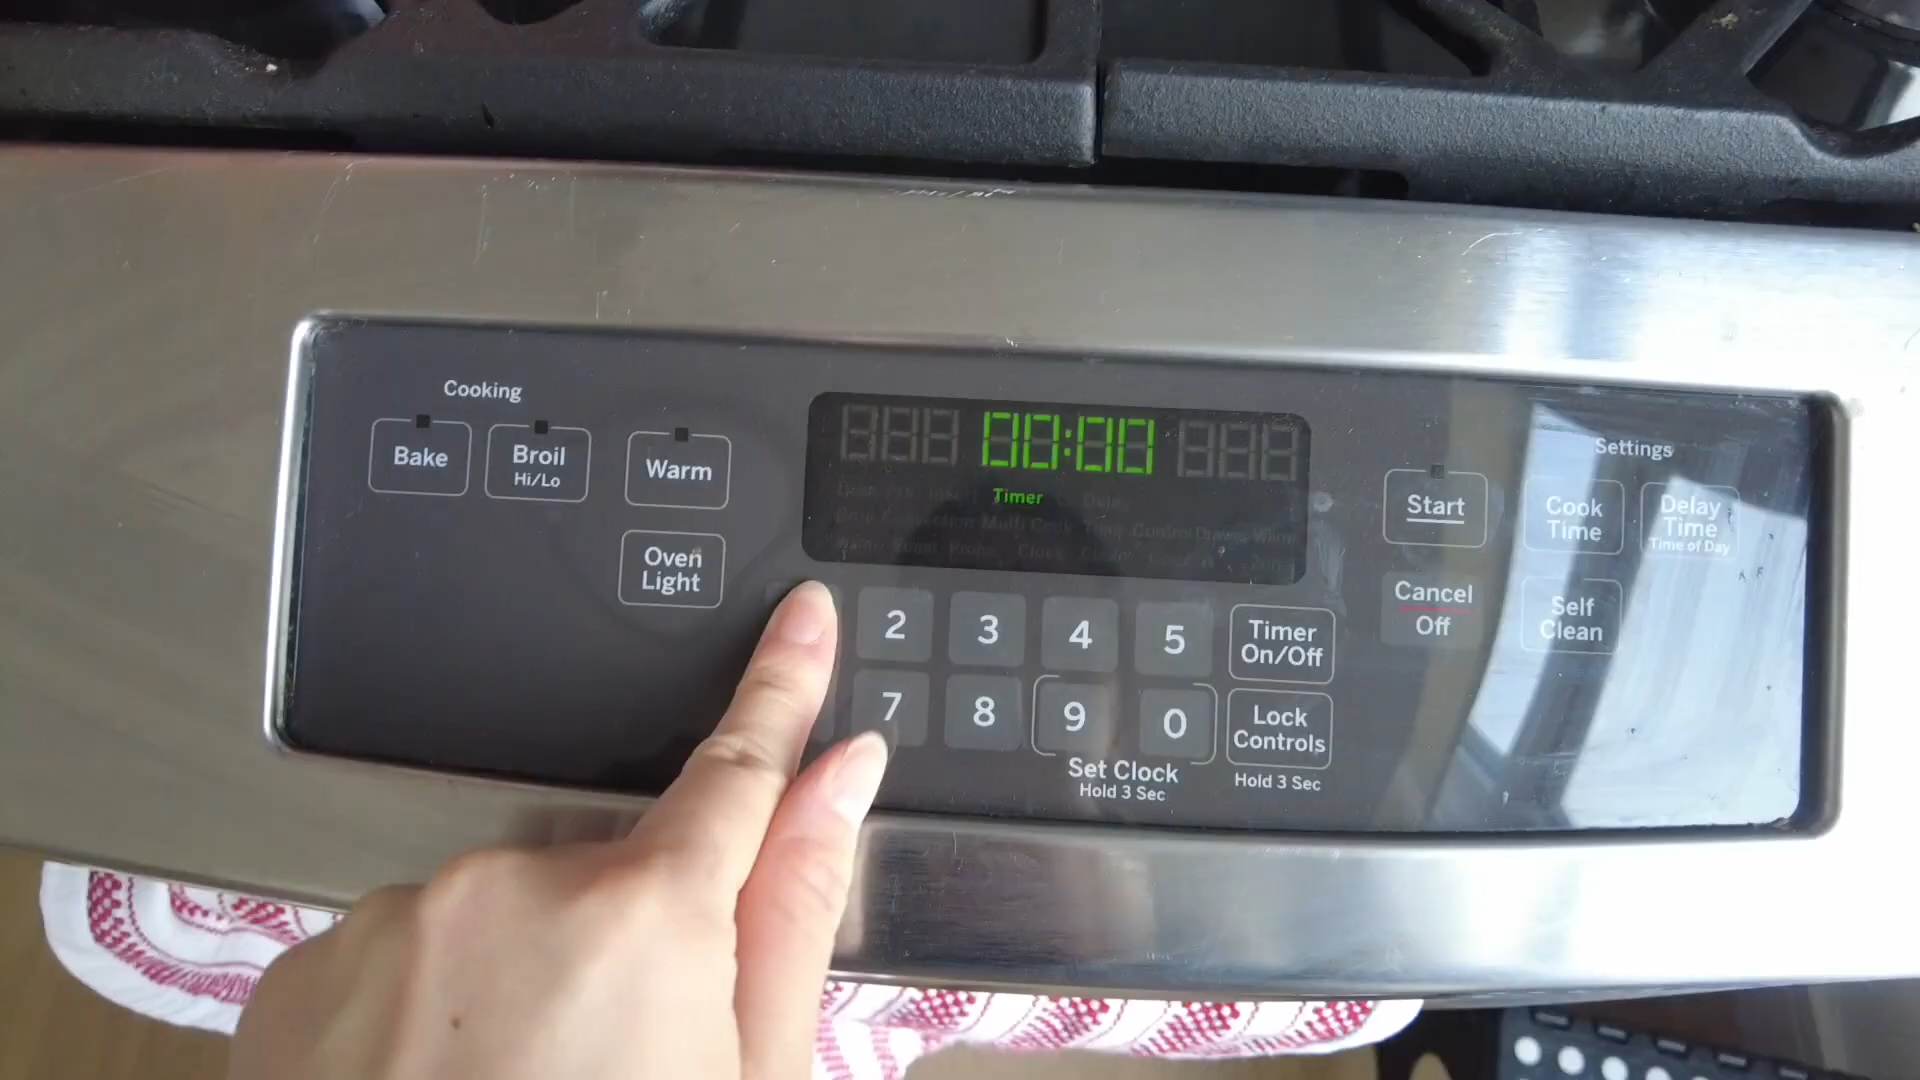 Cooking
Bake
Broil
Hi/Lo
Warm
Oven
Light
00:00
Timer
2
3
4
5
7
8
9
0
Set Clock
Hold 3 Sec
Timer
On/Off
Lock
Controls
Hold 3 Sec
Start
Cancel
Off
Settings
Cook
Time
Delay
Time
Time of Day
Self
Clean